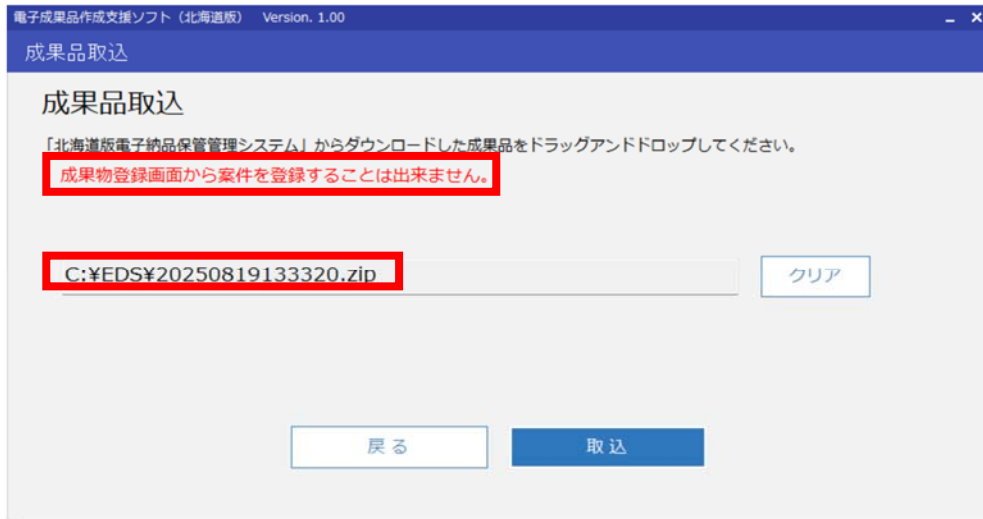 電子成果品作成支援ソフト（北海道版） Version. 1.00
成果品取込
成果品取込
「北海道版電子納品保管管理システム」からダウンロードした成果品をドラッグアンドドロップしてください。
成果物登録画面から案件を登録することは出来ません。
C:¥EDS¥20250819133320.zip
クリア
戻る
取込